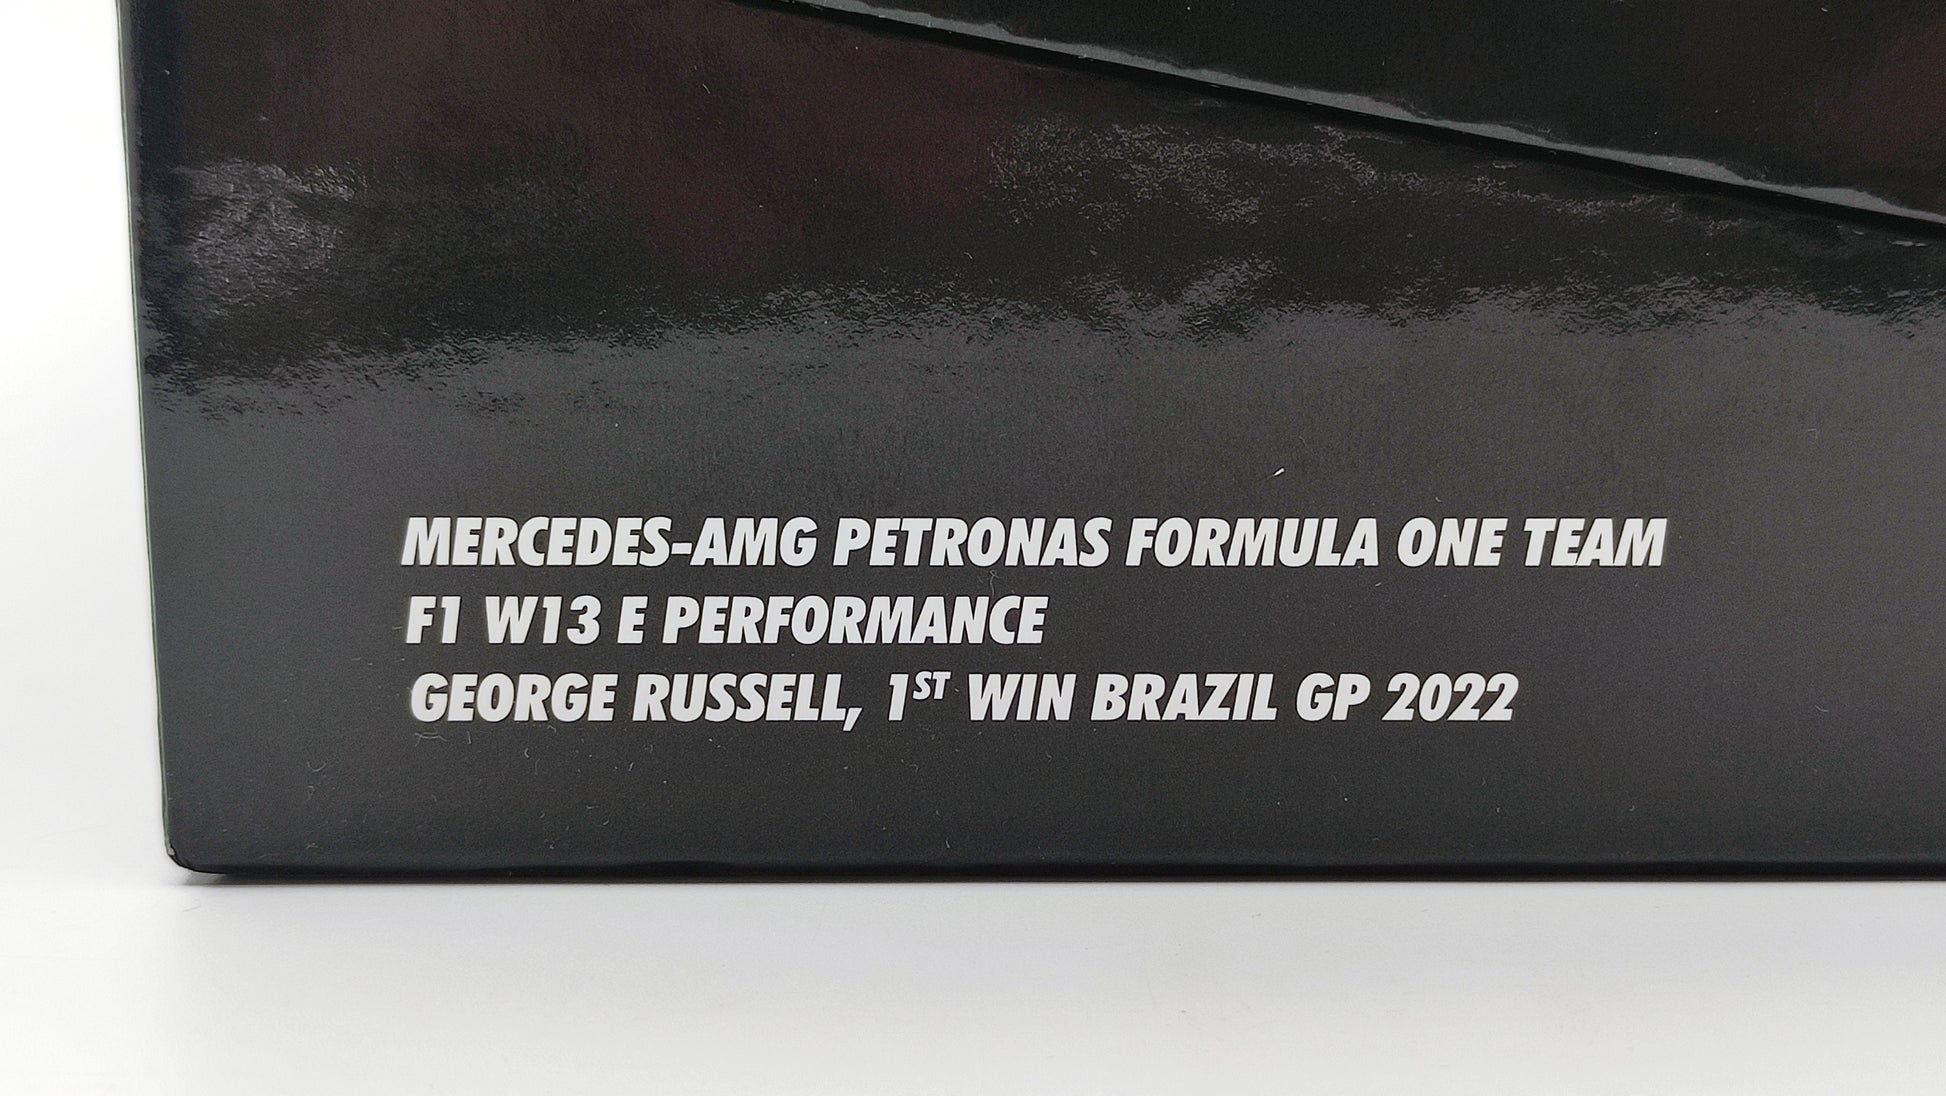 MERCEDES-AMG PETRONAS FORMULA ONE TEAM
F1 W13 E PERFORMANCE
GEORGE RUSSELL, 1ST WIN BRAZIL GP 2022